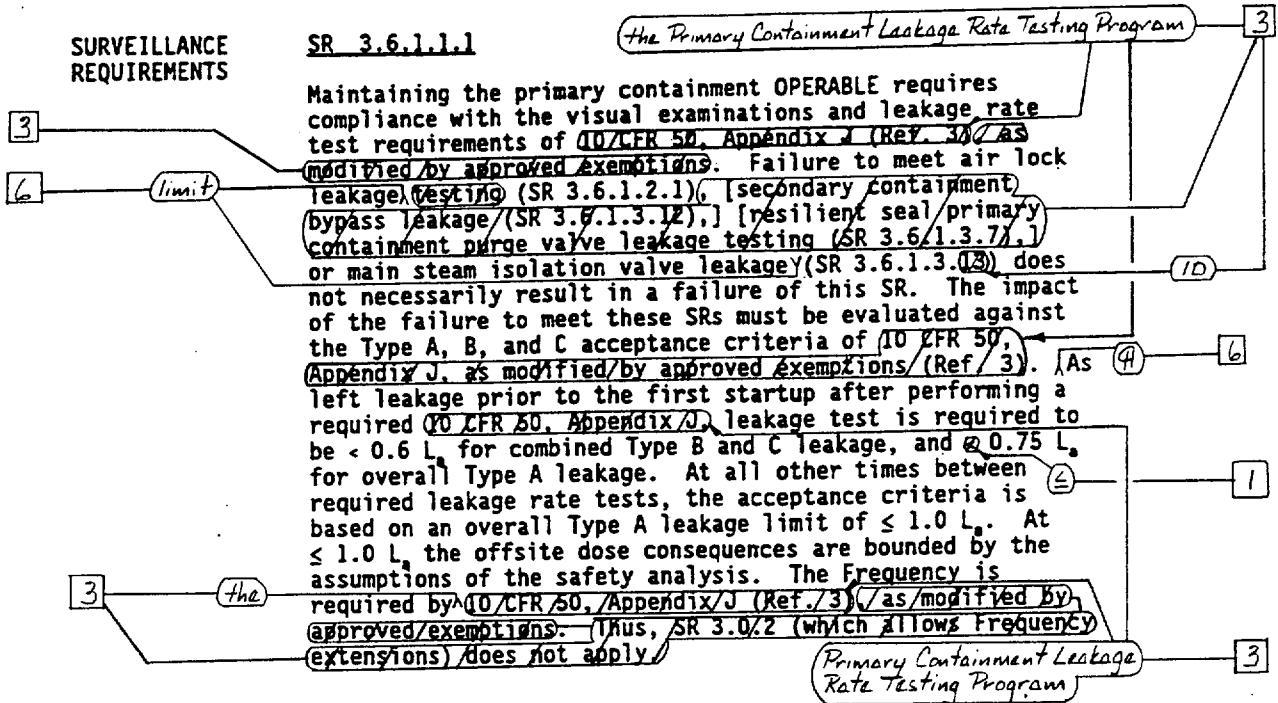 SURVEILLANCE SR 3.6.1.1.1 the Primary Containment Leakage Rate Testing Program 3
REQUIREMENTS
Maintaining the primary containment OPERABLE requires
compliance with the visual examinations and leakage rate
3 test requirements of 10 CFR 50, Appendix J (Ref. 3), as
modified by approved exemptions. Failure to meet air lock
6 limit leakage testing (SR 3.6.1.2.1), [secondary containment
bypass leakage (SR 3.6.1.3.12),] [resilient seal primary
containment purge valve leakage testing (SR 3.6.1.3.7),]
or main steam isolation valve leakage (SR 3.6.1.3.13) does 10
not necessarily result in a failure of this SR. The impact
of the failure to meet these SRs must be evaluated against
the Type A, B, and C acceptance criteria of 10 CFR 50,
Appendix J, as modified by approved exemptions (Ref. 3). As 6
left leakage prior to the first startup after performing a
required 10 CFR 50, Appendix J, leakage test is required to
be < 0.6 La for combined Type B and C leakage, and 0.75 La
for overall Type A leakage. At all other times between
required leakage rate tests, the acceptance criteria is ≤ 1
based on an overall Type A leakage limit of ≤ 1.0 La. At
≤ 1.0 La the offsite dose consequences are bounded by the
assumptions of the safety analysis. The Frequency is
3 the required by 10 CFR 50, Appendix J (Ref. 3), as modified by
approved exemptions. Thus, SR 3.0.2 (which allows Frequency
extensions) does not apply.
Primary Containment Leakage 3
Rate Testing Program